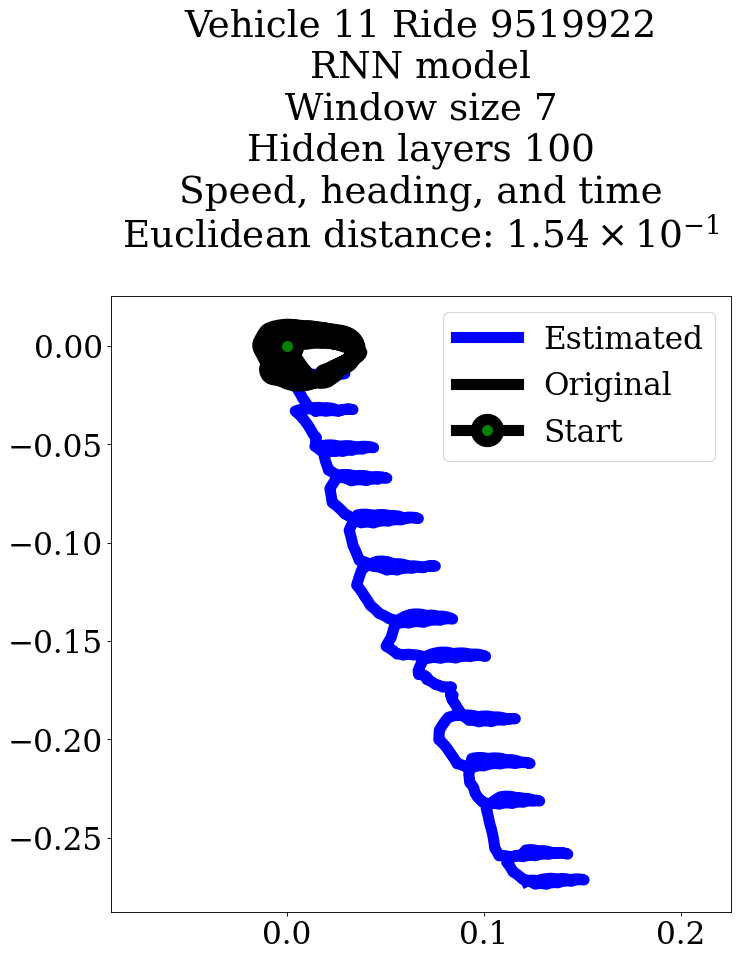 Vehicle 11 Ride 9519922
RNN model
Window size 7
Hidden layers 100
Speed, heading, and time
Euclidean distance: 1.54 × 10⁻¹
Estimated
Original
Start
0.00
−0.05
−0.10
−0.15
−0.20
−0.25
0.0 0.1 0.2